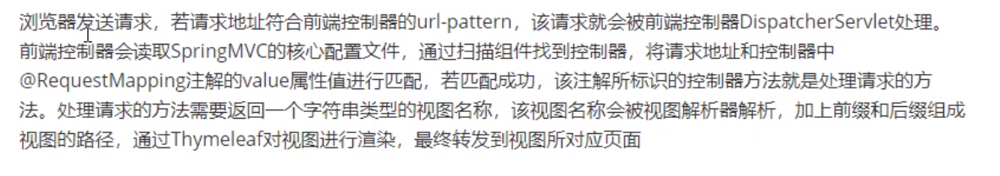 浏览器发送请求，若请求地址符合前端控制器的url-pattern，该请求就会被前端控制器DispatcherServlet处理。
前端控制器会读取SpringMVC的核心配置文件，通过扫描组件找到控制器，将请求地址和控制器中
@RequestMapping注解的value属性值进行匹配，若匹配成功，该注解所标识的控制器方法就是处理请求的方
法。处理请求的方法需要返回一个字符串类型的视图名称，该视图名称会被视图解析器解析，加上前缀和后缀组成
视图的路径，通过Thymeleaf对视图进行渲染，最终转发到视图所对应页面